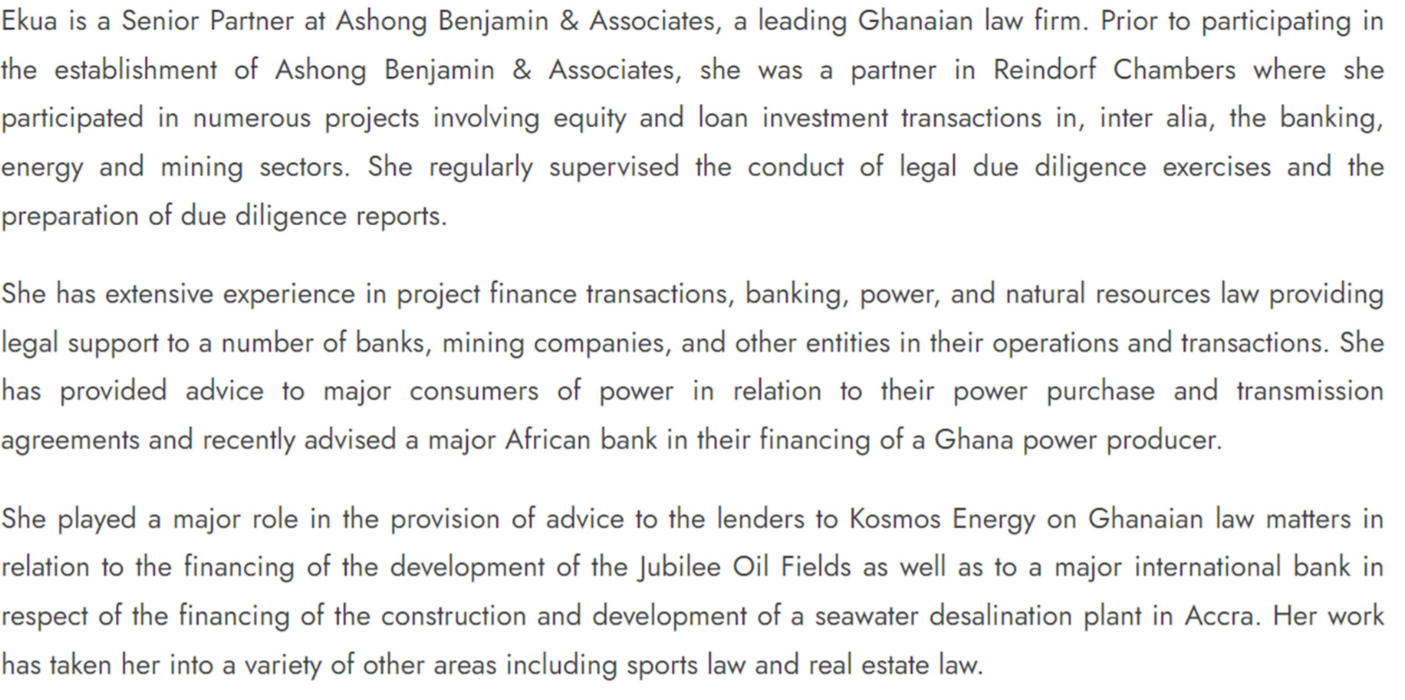 Ekua is a Senior Partner at Ashong Benjamin & Associates, a leading Ghanaian law firm. Prior to participating in
the establishment of Ashong Benjamin & Associates, she was a partner in Reindorf Chambers where she
participated in numerous projects involving equity and loan investment transactions in, inter alia, the banking,
energy and mining sectors. She regularly supervised the conduct of legal due diligence exercises and the
preparation of due diligence reports.
She has extensive experience in project finance transactions, banking, power, and natural resources law providing
legal support to a number of banks, mining companies, and other entities in their operations and transactions. She
has provided advice to major consumers of power in relation to their power purchase and transmission
agreements and recently advised a major African bank in their financing of a Ghana power producer.
She played a major role in the provision of advice to the lenders to Kosmos Energy on Ghanaian law matters in
relation to the financing of the development of the Jubilee Oil Fields as well as to a major international bank in
respect of the financing of the construction and development of a seawater desalination plant in Accra. Her work
has taken her into a variety of other areas including sports law and real estate law.